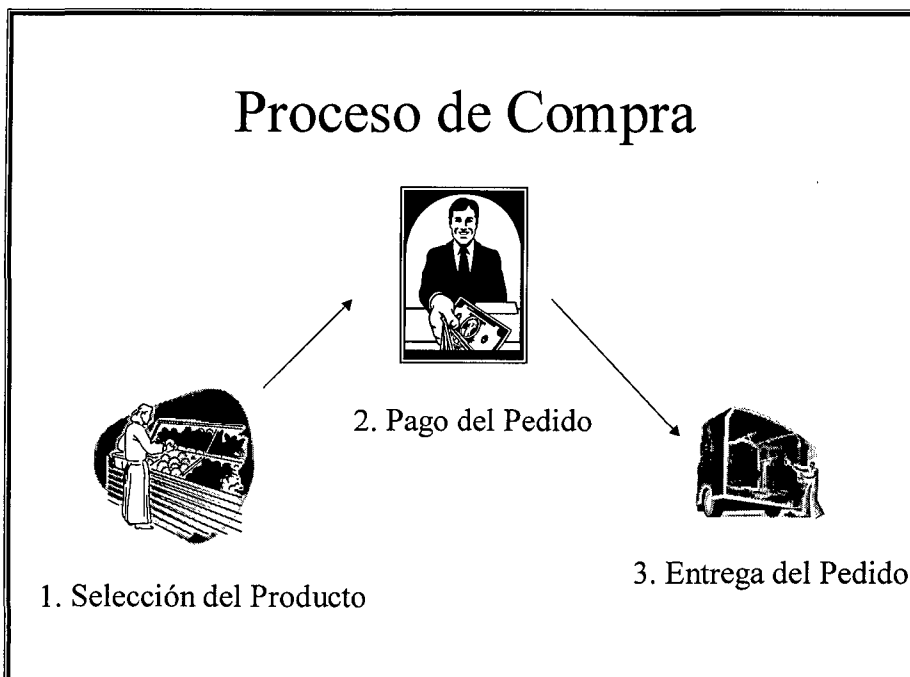 Proceso de Compra
2. Pago del Pedido
1. Selección del Producto
3. Entrega del Pedido